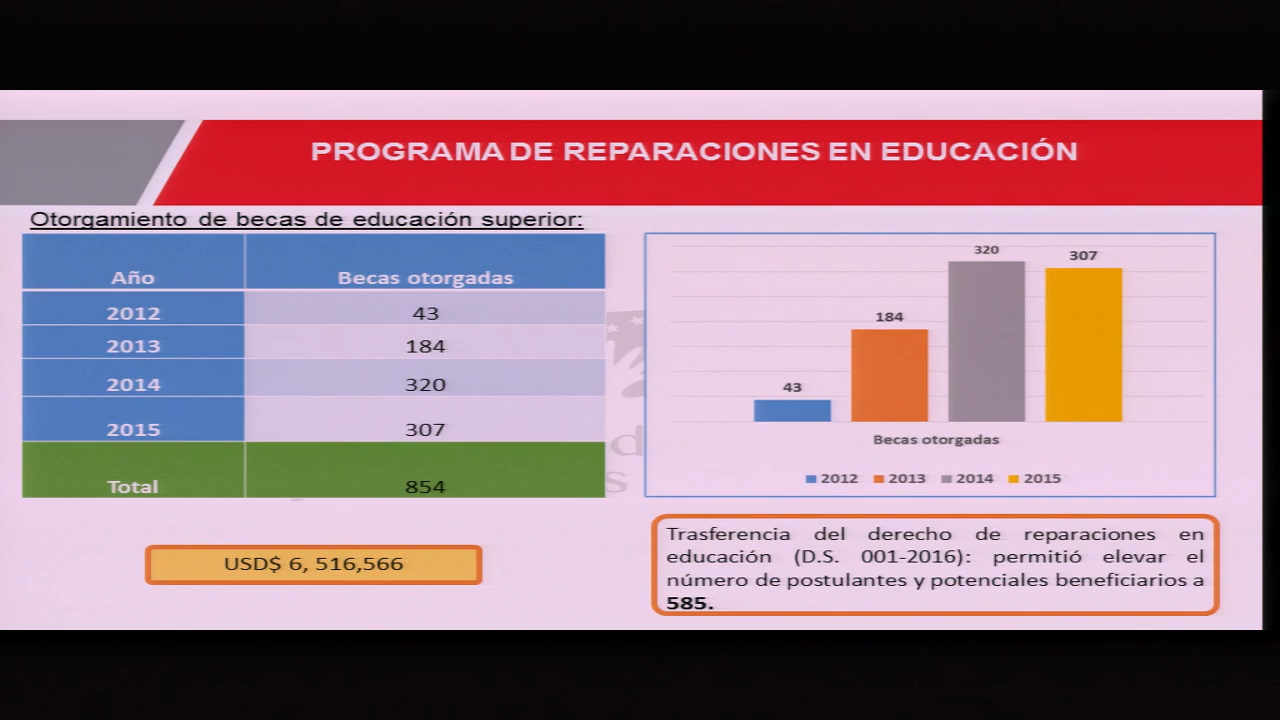 PROGRAMA DE REPARACIONES EN EDUCACIÓN
Otorgamiento de becas de educación superior:
Año Becas otorgadas
2012 43
2013 184
2014 320
2015 307
Total 854
USD$ 6, 516,566
43
184
320
307
Becas otorgadas
2012 2013 2014 2015
Trasferencia del derecho de reparaciones en
educación (D.S. 001-2016): permitió elevar el
número de postulantes y potenciales beneficiarios a
585.